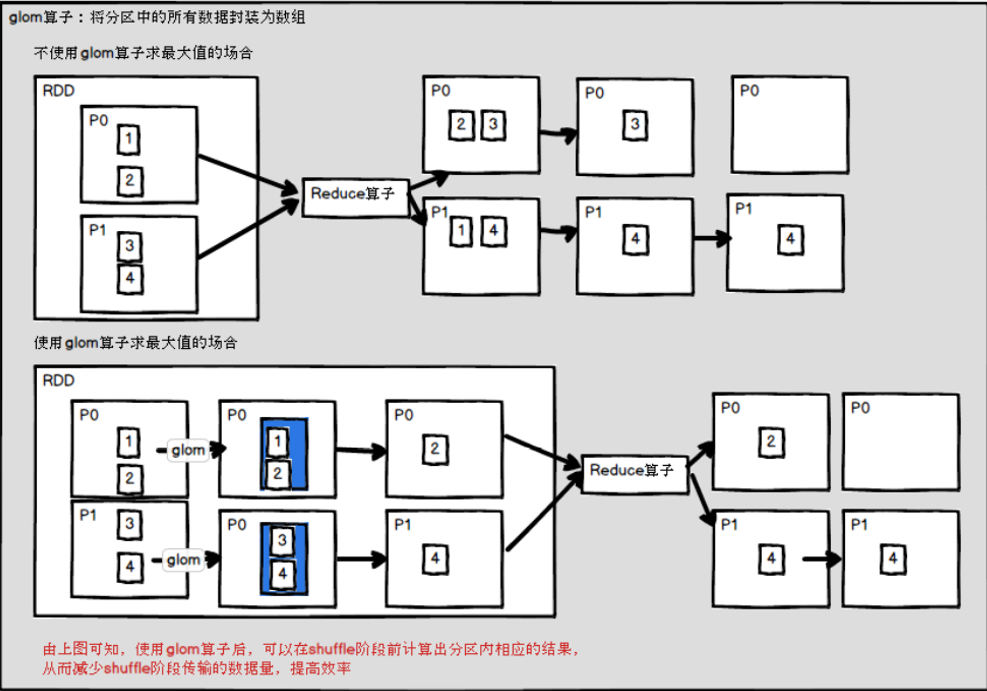 glom算子：将分区中的所有数据封装为数组
不使用glom算子求最大值的场合
RDD
P0
1
2
P1
3
4
Reduce算子
P0
2 3
P1
1 4
P0
3
P1
4
P0
P1
4
使用glom算子求最大值的场合
RDD
P0
1
2
P1
3
4
glom
glom
P0
1
2
P0
3
4
P0
2
P1
4
Reduce算子
P0
2
P1
4
P0
P1
4
由上图可知，使用glom算子后，可以在shuffle阶段前计算出分区内相应的结果，
从而减少shuffle阶段传输的数据量，提高效率